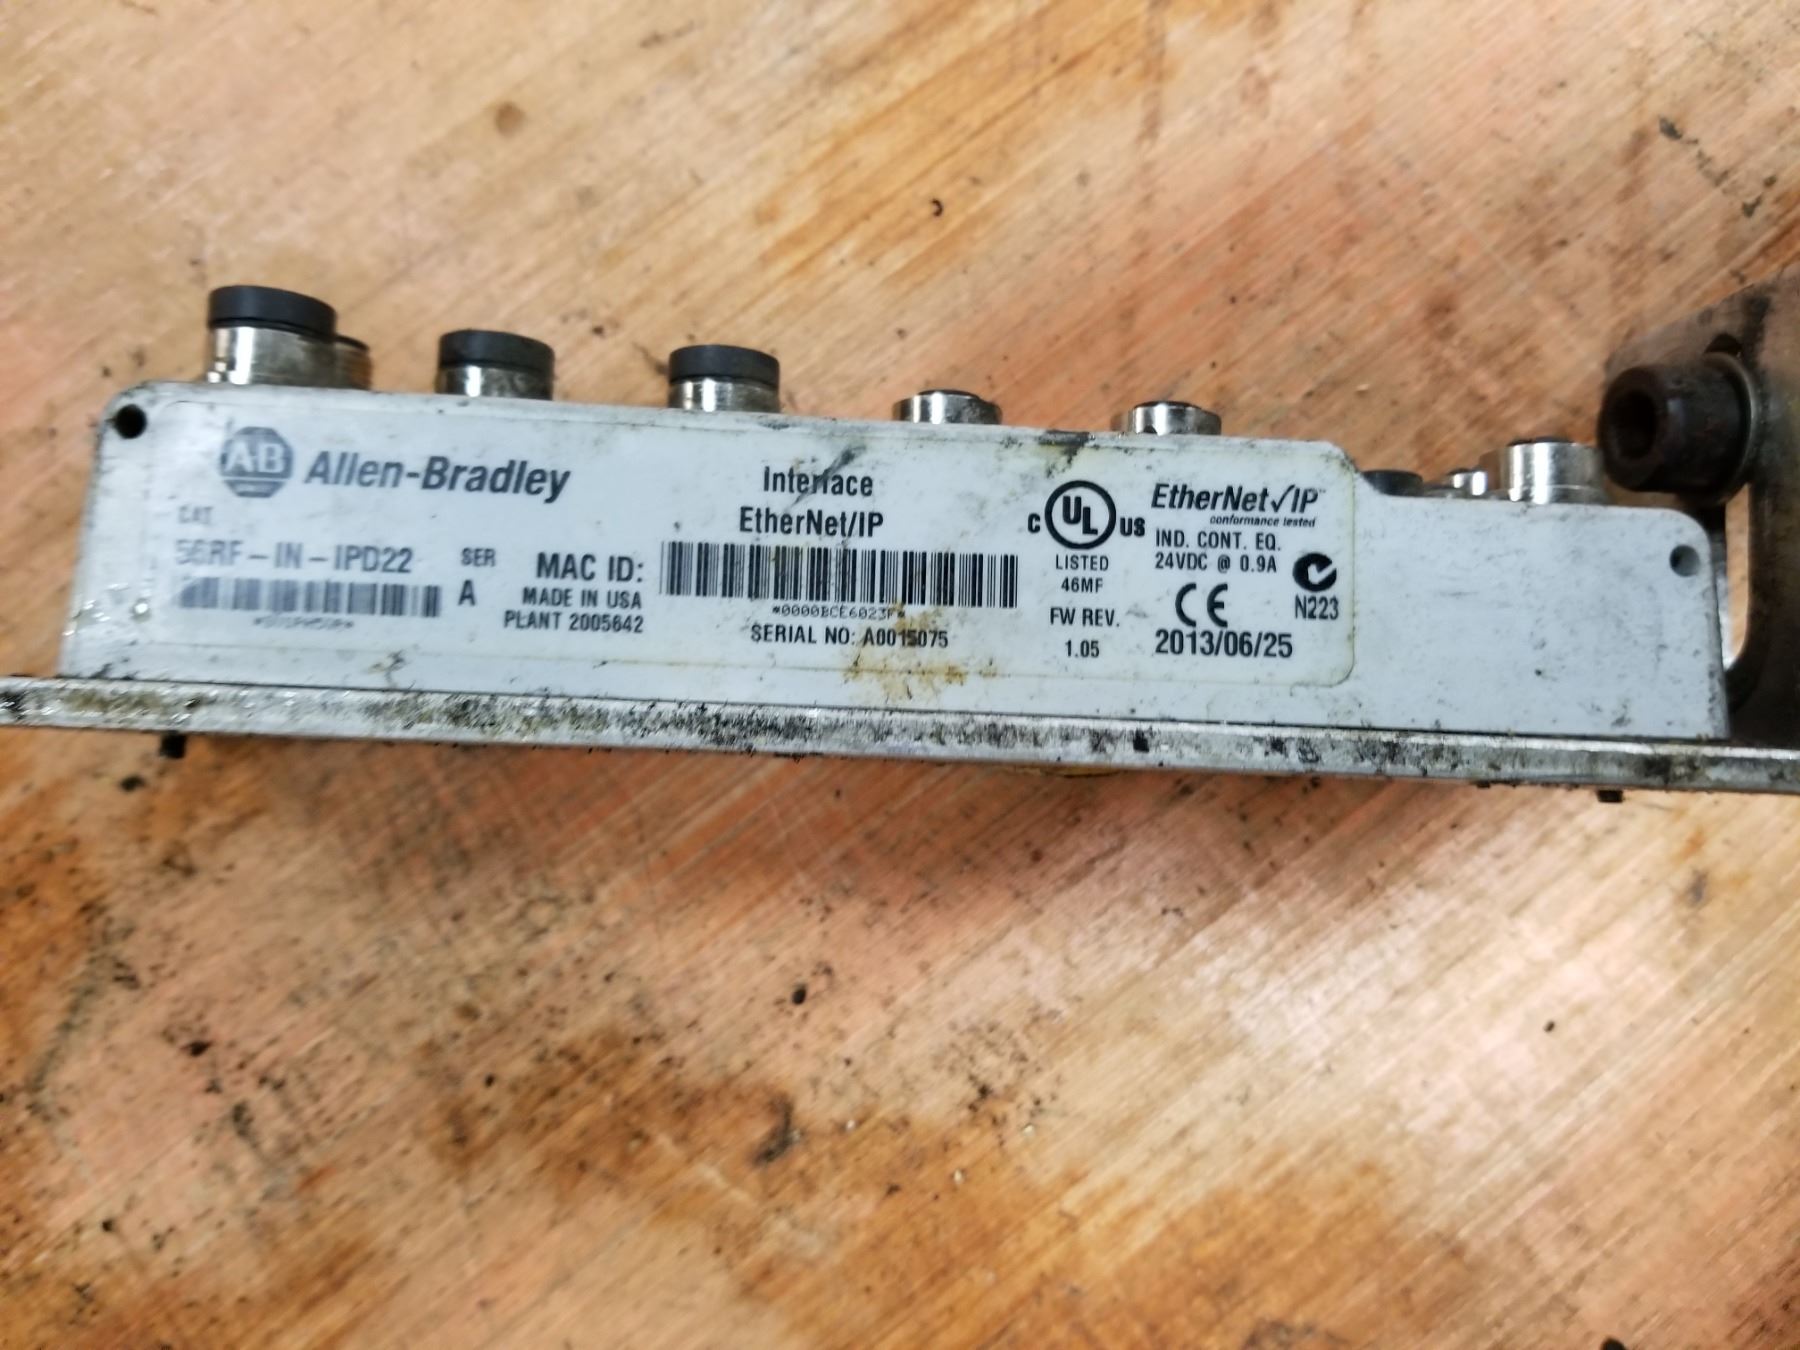 AB Allen-Bradley
CAT
56RF-IN-IPD22
SER
A
MAC ID:
MADE IN USA
PLANT 2005642
Interface
EtherNet/IP
*0000BCE6023F*
SERIAL NO: A0015075
C UL US
LISTED
46MF
FW REV.
1.05
EtherNet/IP™
conformance tested
IND. CONT. EQ.
24VDC @ 0.9A
CE
2013/06/25
N223